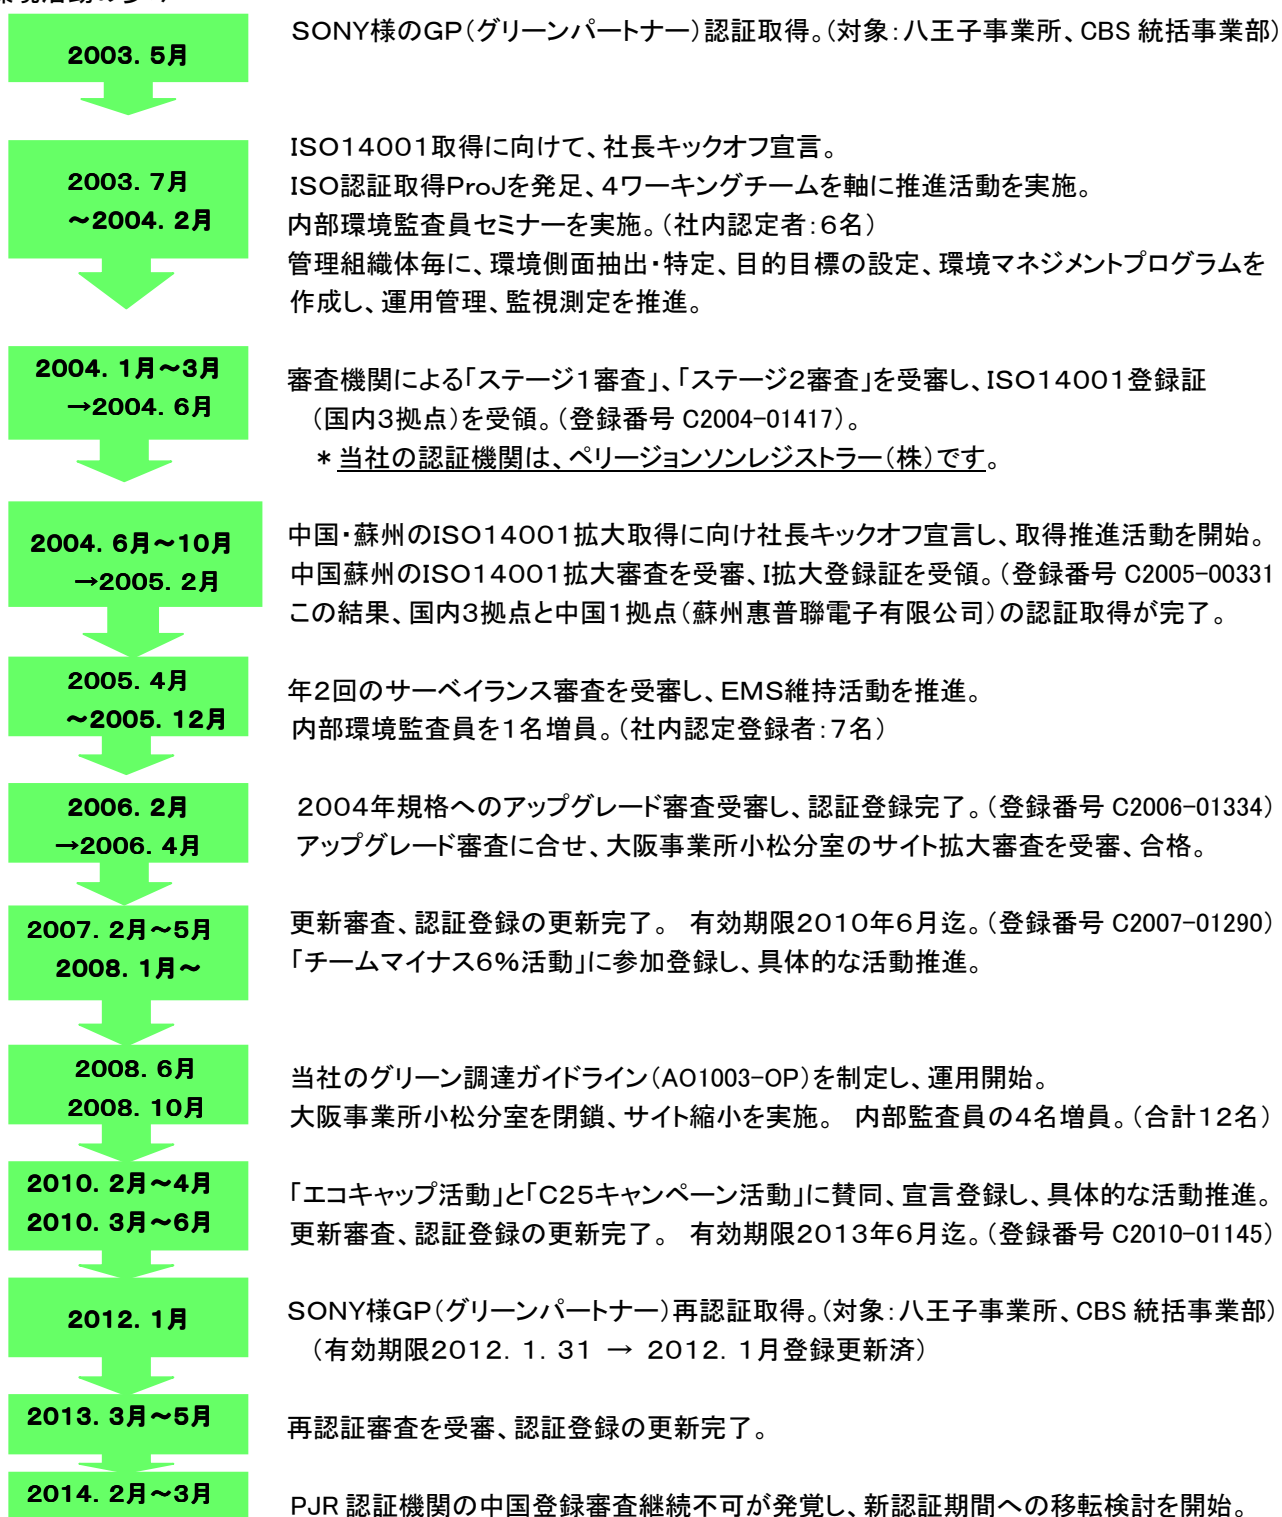 2003．5月
SONY様のGP（グリーンパートナー）認証取得。（対象：八王子事業所、CBS 統括事業部）
2003．7月
～2004．2月
ISO14001取得に向けて、社長キックオフ宣言。
ISO認証取得ProJを発足、4ワーキングチームを軸に推進活動を実施。
内部環境監査員セミナーを実施。（社内認定者：6名）
管理組織体毎に、環境側面抽出・特定、目的目標の設定、環境マネジメントプログラムを
作成し、運用管理、監視測定を推進。
2004．1月～3月
→2004．6月
審査機関による「ステージ1審査」、「ステージ2審査」を受審し、ISO14001登録証
（国内3拠点）を受領。（登録番号 C2004-01417）。
＊当社の認証機関は、ペリージョンソンレジストラー（株）です。
2004．6月～10月
→2005．2月
中国・蘇州のISO14001拡大取得に向け社長キックオフ宣言し、取得推進活動を開始。
中国蘇州のISO14001拡大審査を受審、I拡大登録証を受領。（登録番号 C2005-00331
この結果、国内3拠点と中国1拠点（蘇州惠普聯電子有限公司）の認証取得が完了。
2005．4月
～2005．12月
年2回のサーベイランス審査を受審し、EMS維持活動を推進。
内部環境監査員を1名増員。（社内認定登録者：7名）
2006．2月
→2006．4月
2004年規格へのアップグレード審査受審し、認証登録完了。（登録番号 C2006-01334）
アップグレード審査に合せ、大阪事業所小松分室のサイト拡大審査を受審、合格。
2007．2月～5月
2008．1月～
更新審査、認証登録の更新完了。 有効期限2010年6月迄。（登録番号 C2007-01290）
「チームマイナス6％活動」に参加登録し、具体的な活動推進。
2008．6月
2008．10月
当社のグリーン調達ガイドライン（AO1003-OP）を制定し、運用開始。
大阪事業所小松分室を閉鎖、サイト縮小を実施。 内部監査員の4名増員。（合計12名）
2010．2月～4月
2010．3月～6月
「エコキャップ活動」と「C25キャンペーン活動」に賛同、宣言登録し、具体的な活動推進。
更新審査、認証登録の更新完了。 有効期限2013年6月迄。（登録番号 C2010-01145）
2012．1月
SONY様GP（グリーンパートナー）再認証取得。（対象：八王子事業所、CBS 統括事業部）
（有効期限2012．1．31 → 2012．1月登録更新済）
2013．3月～5月
再認証審査を受審、認証登録の更新完了。
2014．2月～3月
PJR 認証機関の中国登録審査継続不可が発覚し、新認証期間への移転検討を開始。